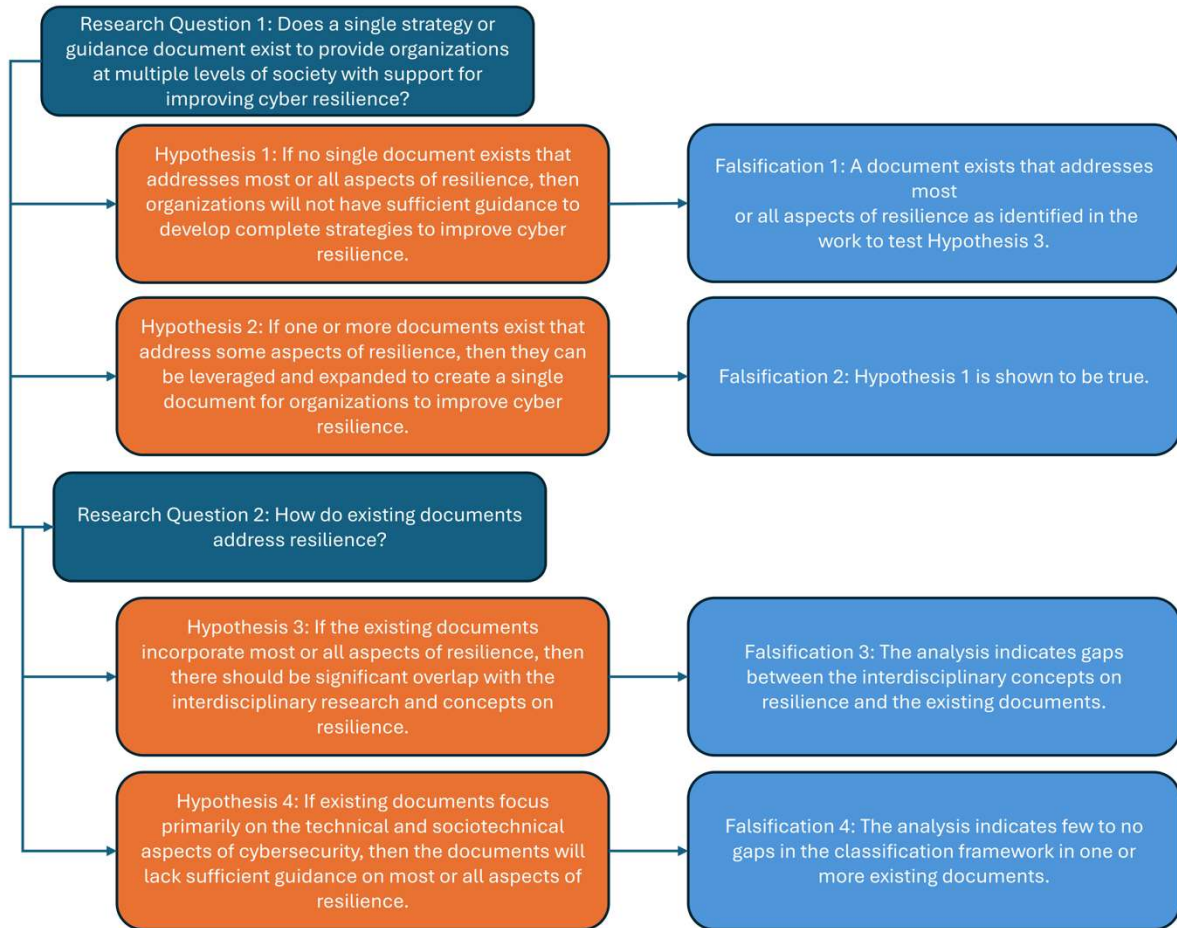 Research Question 1: Does a single strategy or
guidance document exist to provide organizations
at multiple levels of society with support for
improving cyber resilience?
Hypothesis 1: If no single document exists that
addresses most or all aspects of resilience, then
organizations will not have sufficient guidance to
develop complete strategies to improve cyber
resilience.
Falsification 1: A document exists that addresses
most
or all aspects of resilience as identified in the
work to test Hypothesis 3.
Hypothesis 2: If one or more documents exist that
address some aspects of resilience, then they can
be leveraged and expanded to create a single
document for organizations to improve cyber
resilience.
Falsification 2: Hypothesis 1 is shown to be true.
Research Question 2: How do existing documents
address resilience?
Hypothesis 3: If the existing documents
incorporate most or all aspects of resilience, then
there should be significant overlap with the
interdisciplinary research and concepts on
resilience.
Falsification 3: The analysis indicates gaps
between the interdisciplinary concepts on
resilience and the existing documents.
Hypothesis 4: If existing documents focus
primarily on the technical and sociotechnical
aspects of cybersecurity, then the documents will
lack sufficient guidance on most or all aspects of
resilience.
Falsification 4: The analysis indicates few to no
gaps in the classification framework in one or
more existing documents.